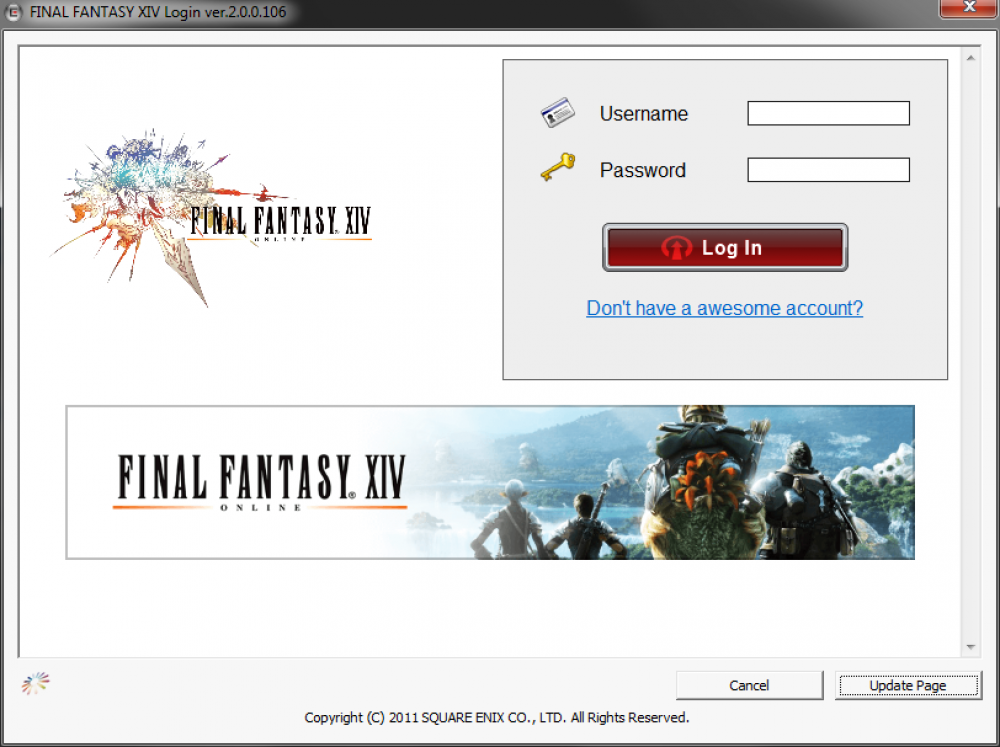 FINAL FANTASY XIV Login ver.2.0.0.106
Username
Password
FINAL FANTASY. XIV
ONLINE
Log In
Don't have a awesome account?
FINAL FANTASY® XIV
ONLINE
Cancel
Update Page
Copyright (C) 2011 SQUARE ENIX CO., LTD. All Rights Reserved.